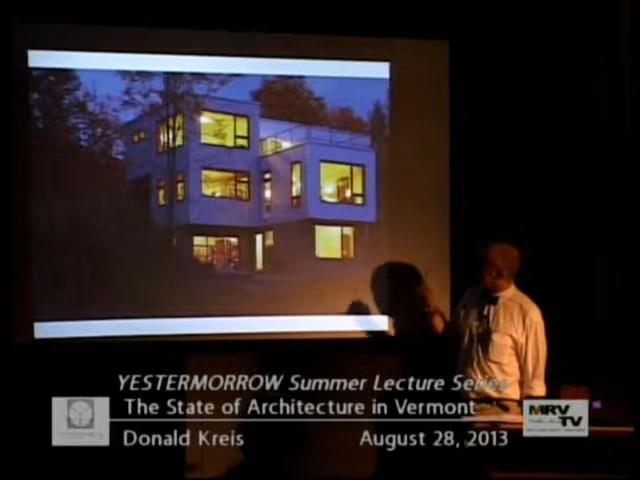 YESTERMORROW Summer Lecture Series
The State of Architecture in Vermont
Donald Kreis August 28, 2013
MRV
TV